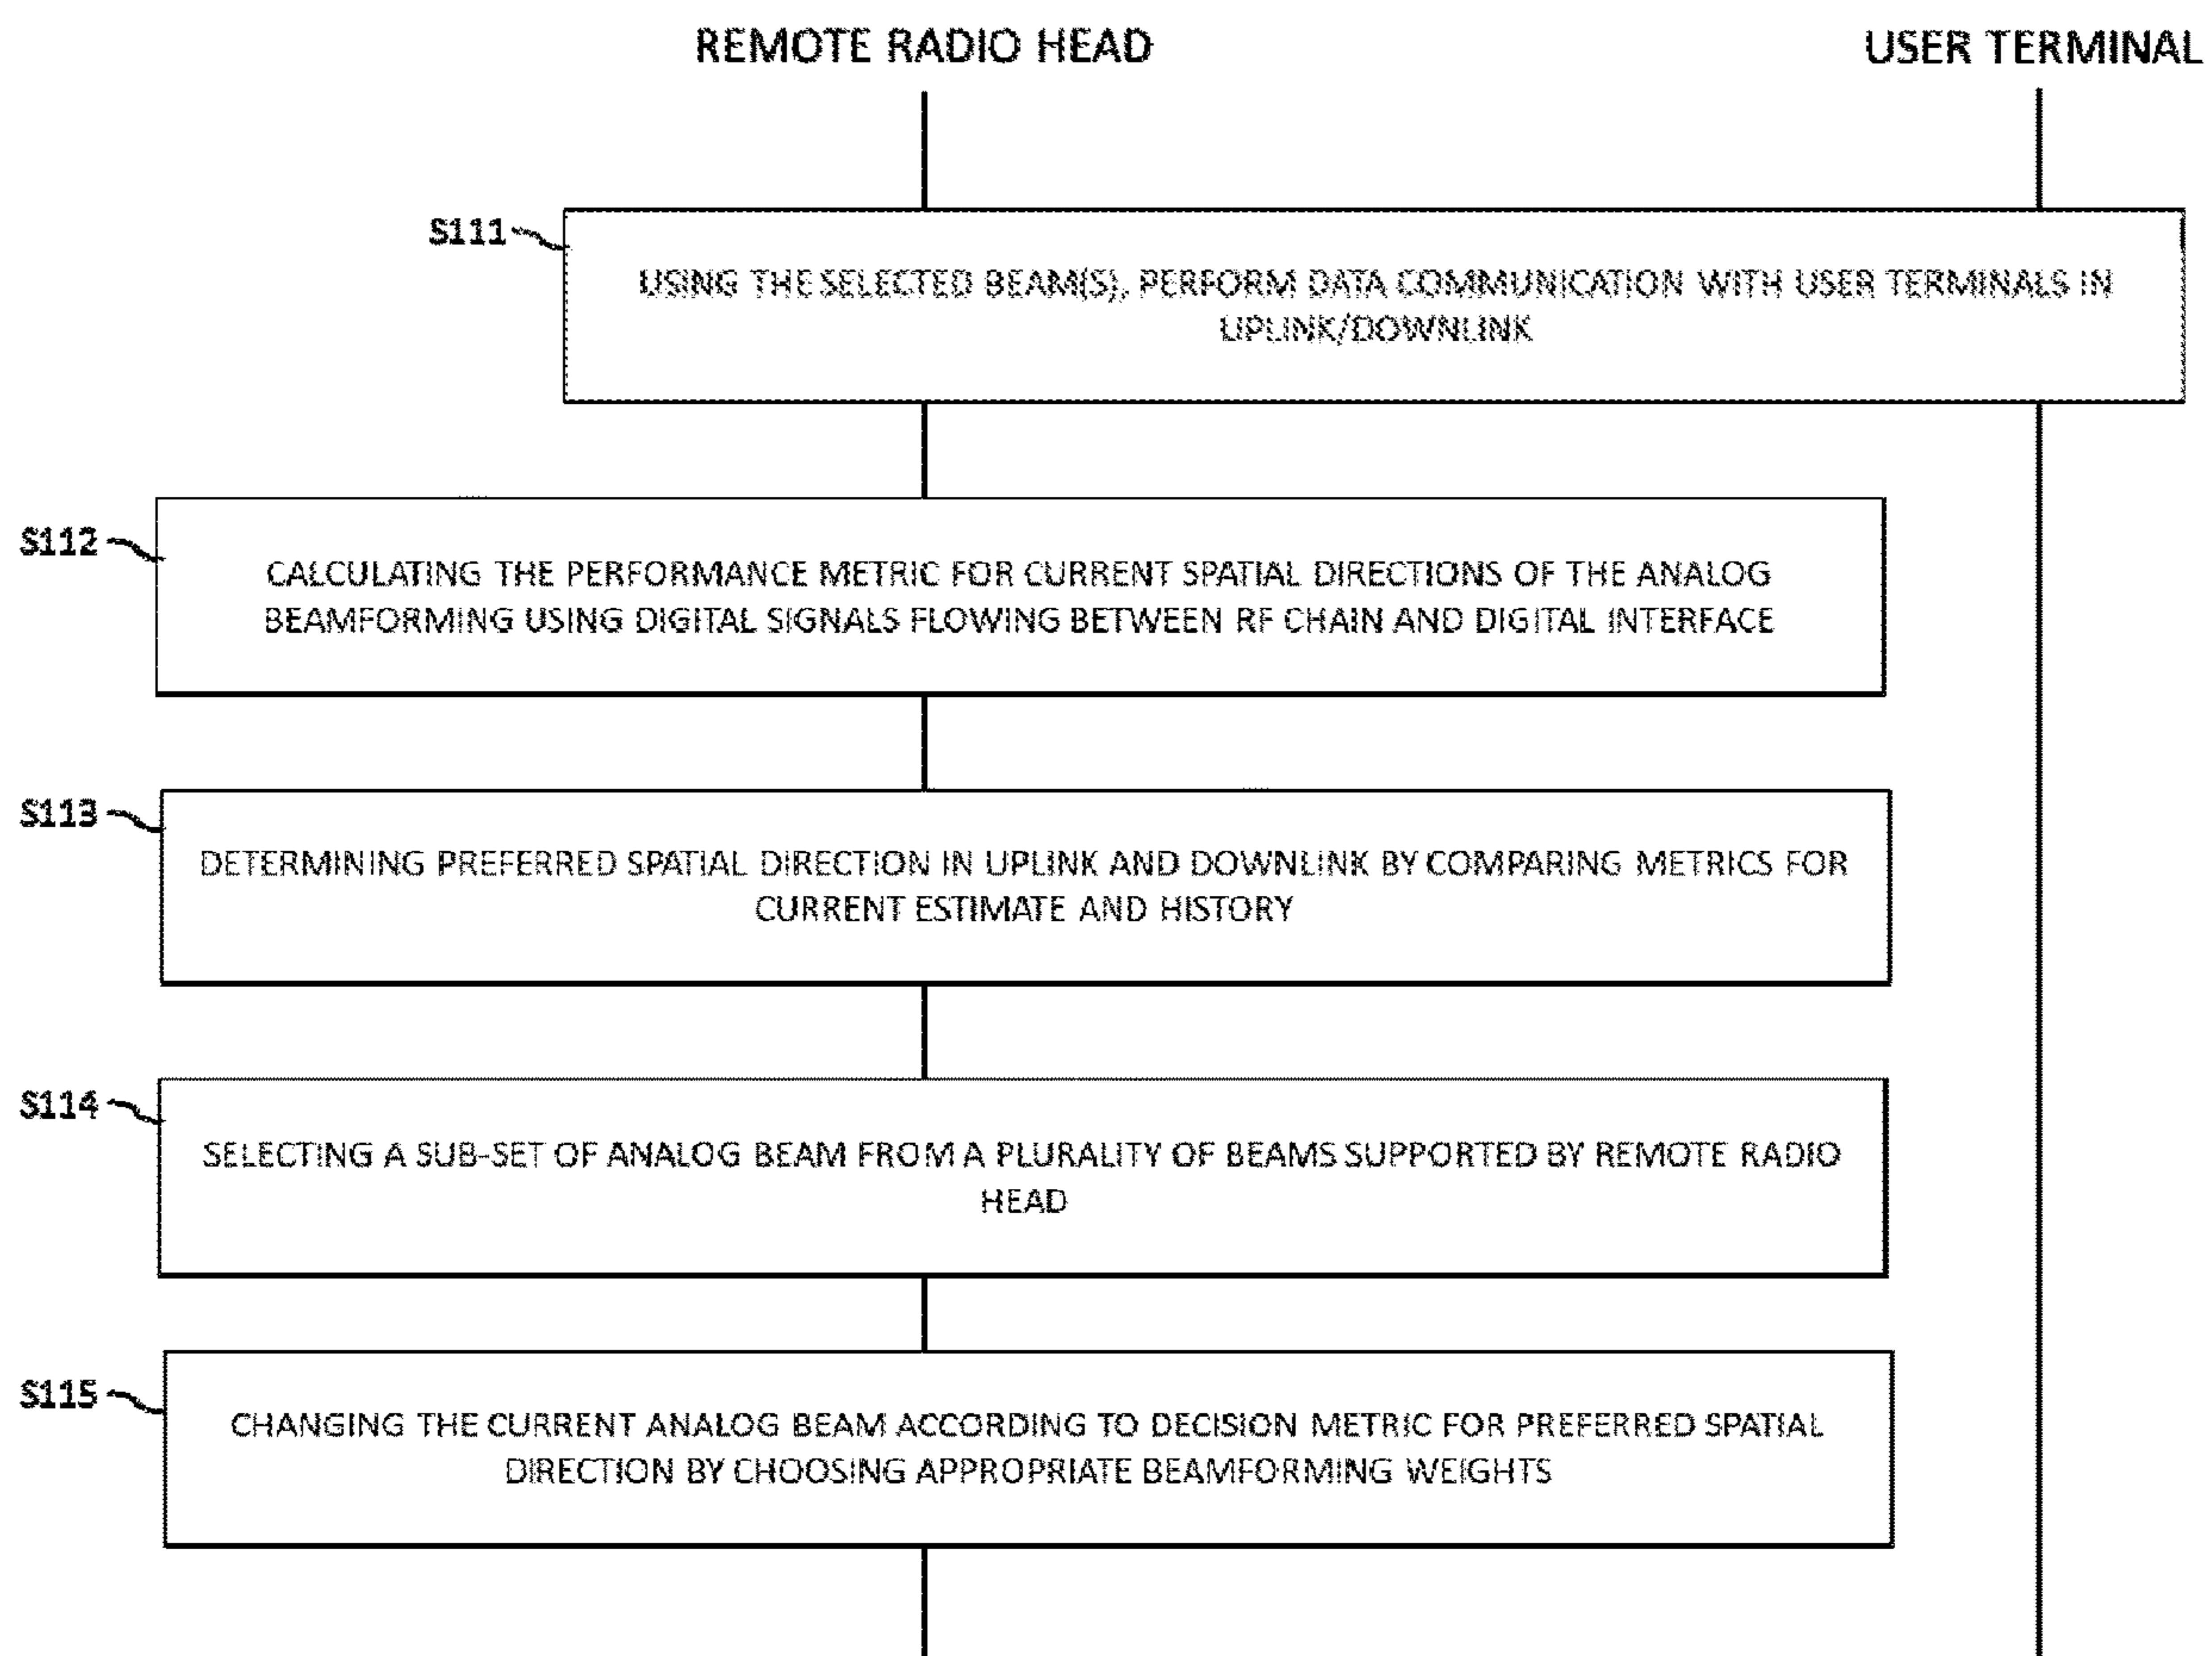 REMOTE RADIO HEAD
USER TERMINAL
S111
USING THE SELECTED BEAM(S), PERFORM DATA COMMUNICATION WITH USER TERMINALS IN
UPLINK/DOWNLINK
S112
CALCULATING THE PERFORMANCE METRIC FOR CURRENT SPATIAL DIRECTIONS OF THE ANALOG
BEAMFORMING USING DIGITAL SIGNALS FLOWING BETWEEN RF CHAIN AND DIGITAL INTERFACE
S113
DETERMINING PREFERRED SPATIAL DIRECTION IN UPLINK AND DOWNLINK BY COMPARING METRICS FOR
CURRENT ESTIMATE AND HISTORY
S114
SELECTING A SUB-SET OF ANALOG BEAM FROM A PLURALITY OF BEAMS SUPPORTED BY REMOTE RADIO
HEAD
S115
CHANGING THE CURRENT ANALOG BEAM ACCORDING TO DECISION METRIC FOR PREFERRED SPATIAL
DIRECTION BY CHOOSING APPROPRIATE BEAMFORMING WEIGHTS